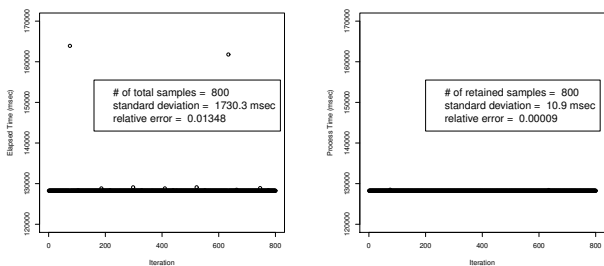 Elapsed Time (msec)
170000
160000
150000
140000
130000
120000
# of total samples = 800
standard deviation = 1730.3 msec
relative error = 0.01348
0 200 400 600 800
Iteration
Process Time (msec)
170000
160000
150000
140000
130000
120000
# of retained samples = 800
standard deviation = 10.9 msec
relative error = 0.00009
0 200 400 600 800
Iteration